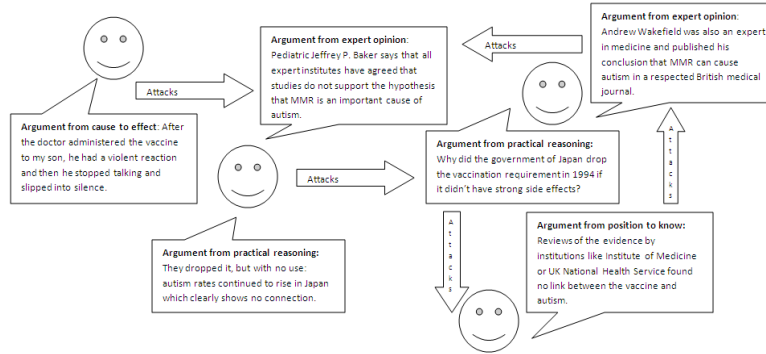 Argument from expert opinion:
Pediatric Jeffrey P. Baker says that all
expert institutes have agreed that
studies do not support the hypothesis
that MMR is an important cause of
autism.
Attacks
Argument from expert opinion:
Andrew Wakefield was also an expert
in medicine and published his
conclusion that MMR can cause
autism in a respected British medical
journal.
Attacks
Argument from cause to effect: After
the doctor administered the vaccine
to my son, he had a violent reaction
and then he stopped talking and
slipped into silence.
Argument from practical reasoning:
Why did the government of Japan drop
the vaccination requirement in 1994 if
it didn't have strong side effects?
Attacks
Attacks
Argument from practical reasoning:
They dropped it, but with no use:
autism rates continued to rise in Japan
which clearly shows no connection.
Attacks
Argument from position to know:
Reviews of the evidence by
institutions like Institute of Medicine
or UK National Health Service found
no link between the vaccine and
autism.